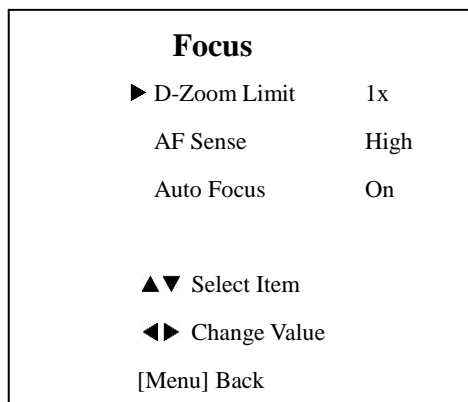 Focus
▶ D-Zoom Limit 1x
AF Sense High
Auto Focus On
▲▼ Select Item
◀▶ Change Value
[Menu] Back